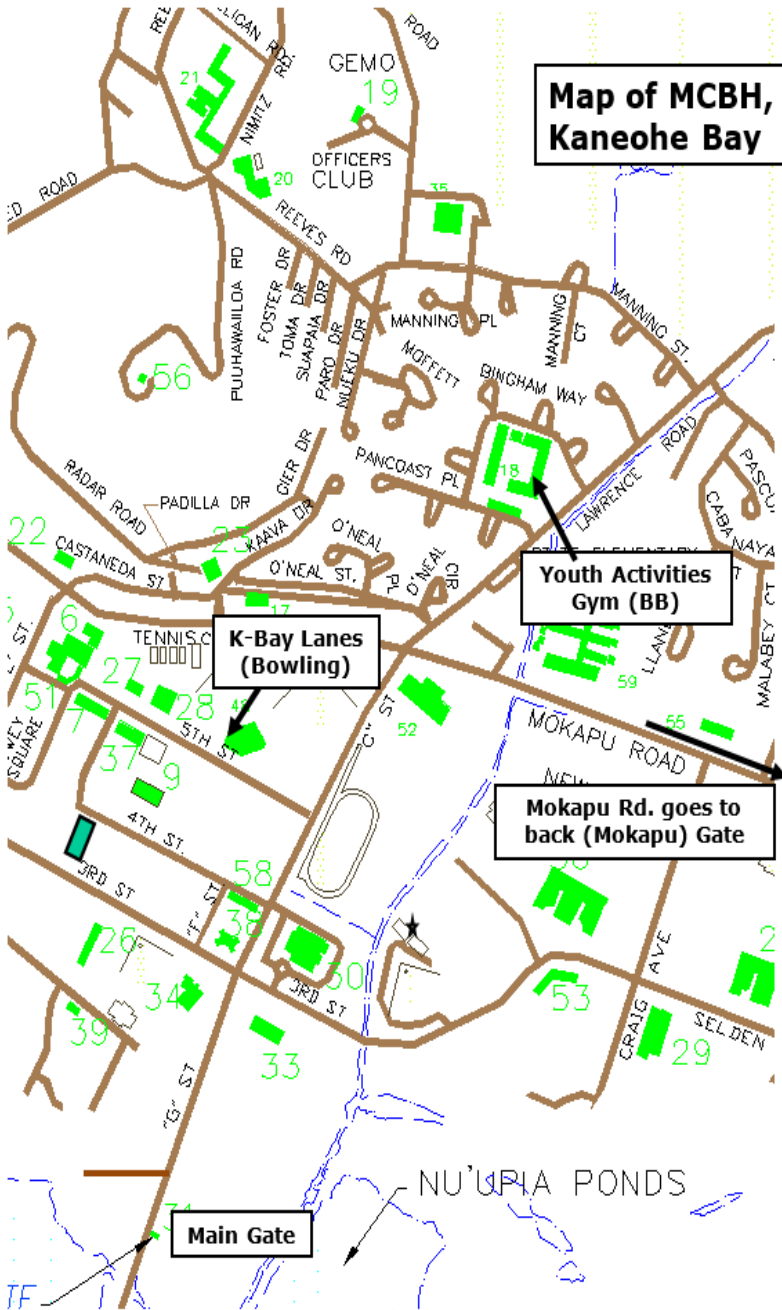 ROAD
GEMO
19
Map of MCBH,
Kaneohe Bay
21
NIMITZ
RD.
OFFICERS
CLUB
20
35
ROAD
REEVES RD
PUUHAWAIILOA RD
FOSTER DR
TOMA DR
SUAPAIA DR
PARO DR
NUEKU DR
MANNING PL
MANNING
CT
MANNING ST.
MOFFETT
BINGHAM WAY
56
GIER DR
PANCOAST PL
18
LAWRENCE ROAD
RADAR ROAD
PADILLA DR
KAAVA DR
O'NEAL
PL
O'NEAL
CIR
O'NEAL ST.
22
CASTANEDA ST
23
17
Youth Activities
Gym (BB)
MALABEY CT
59
6
TENNIS
K-Bay Lanes
(Bowling)
27
28
51
7
37
9
SQUARE
5TH ST
52
55
MOKAPU ROAD
Mokapu Rd. goes to
back (Mokapu) Gate
4TH ST.
3RD ST
"F" ST
58
38
26
34
30
3RD ST
39
33
53
CRAIG AVE
29
SELDEN
"G" ST
NU'UPIA PONDS
Main Gate